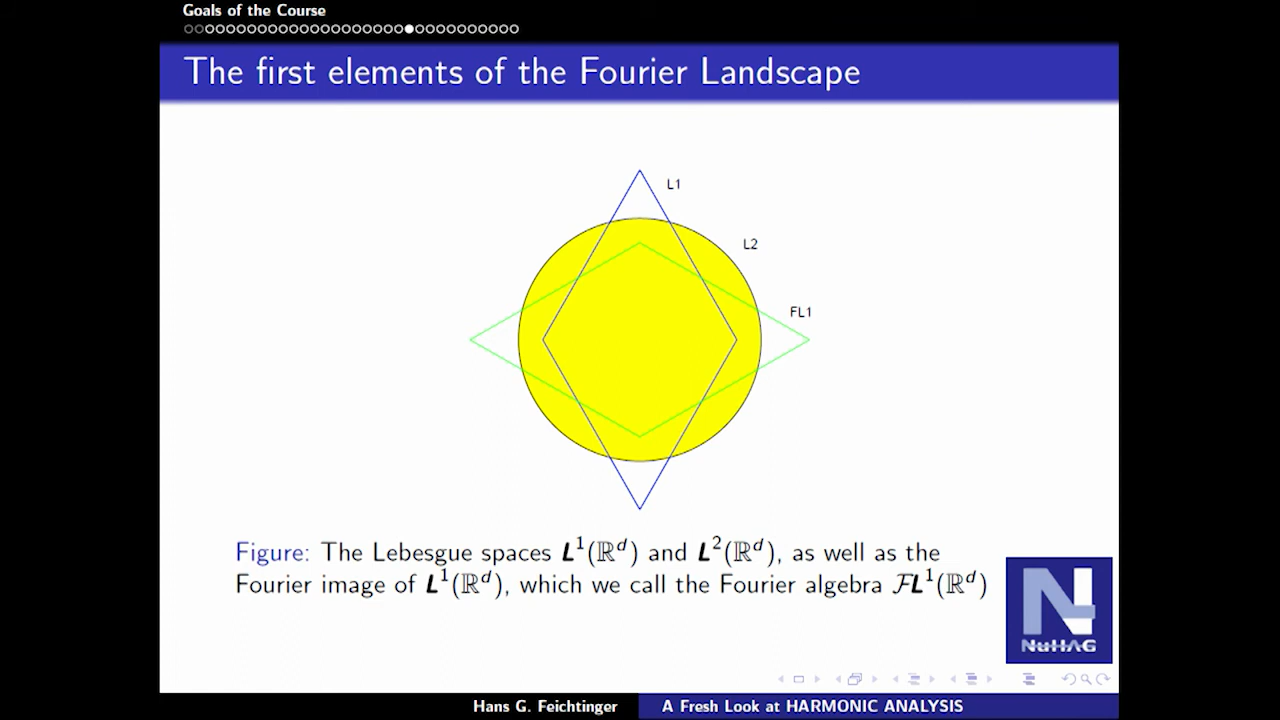 Goals of the Course
The first elements of the Fourier Landscape
L1
L2
FL1
Figure: The Lebesgue spaces L¹(ℝᵈ) and L²(ℝᵈ), as well as the
Fourier image of L¹(ℝᵈ), which we call the Fourier algebra ℱL¹(ℝᵈ)
N
NuHAG
Hans G. Feichtinger
A Fresh Look at HARMONIC ANALYSIS